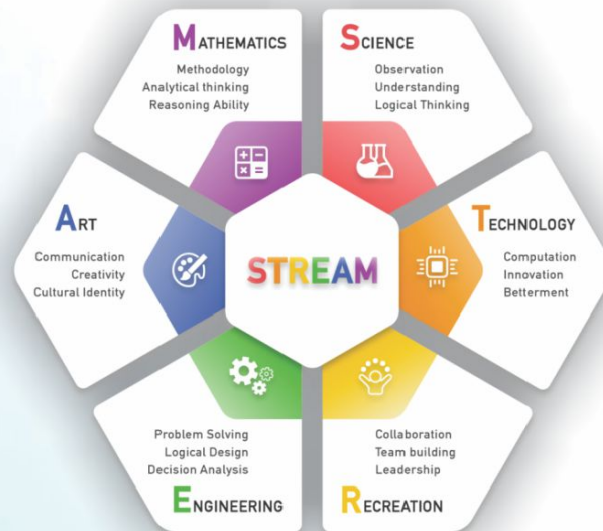 MATHEMATICS
Methodology
Analytical thinking
Reasoning Ability
SCIENCE
Observation
Understanding
Logical Thinking
ART
Communication
Creativity
Cultural Identity
STREAM
TECHNOLOGY
Computation
Innovation
Betterment
Problem Solving
Logical Design
Decision Analysis
ENGINEERING
Collaboration
Team building
Leadership
RECREATION